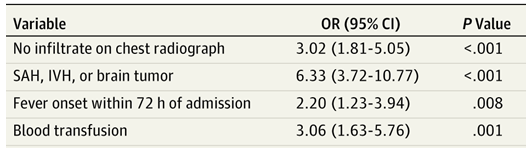 Variable OR (95% CI) P Value
No infiltrate on chest radiograph 3.02 (1.81-5.05) <.001
SAH, IVH, or brain tumor 6.33 (3.72-10.77) <.001
Fever onset within 72 h of admission 2.20 (1.23-3.94) .008
Blood transfusion 3.06 (1.63-5.76) .001